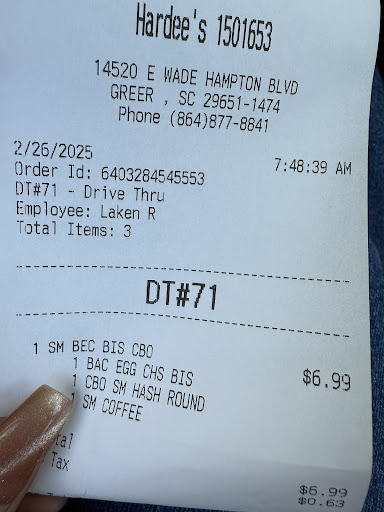 Hardee's 1501653
14520 E WADE HAMPTON BLVD
GREER , SC 29651-1474
Phone (864)877-8841
2/26/2025 7:48:39 AM
Order Id: 6403284545553
DT#71 - Drive Thru
Employee: Laken R
Total Items: 3
DT#71
1 SM BEC BIS CBO $6.99
1 BAC EGG CHS BIS
1 CBO SM HASH ROUND
1 SM COFFEE
tal $6.99
Tax $0.63